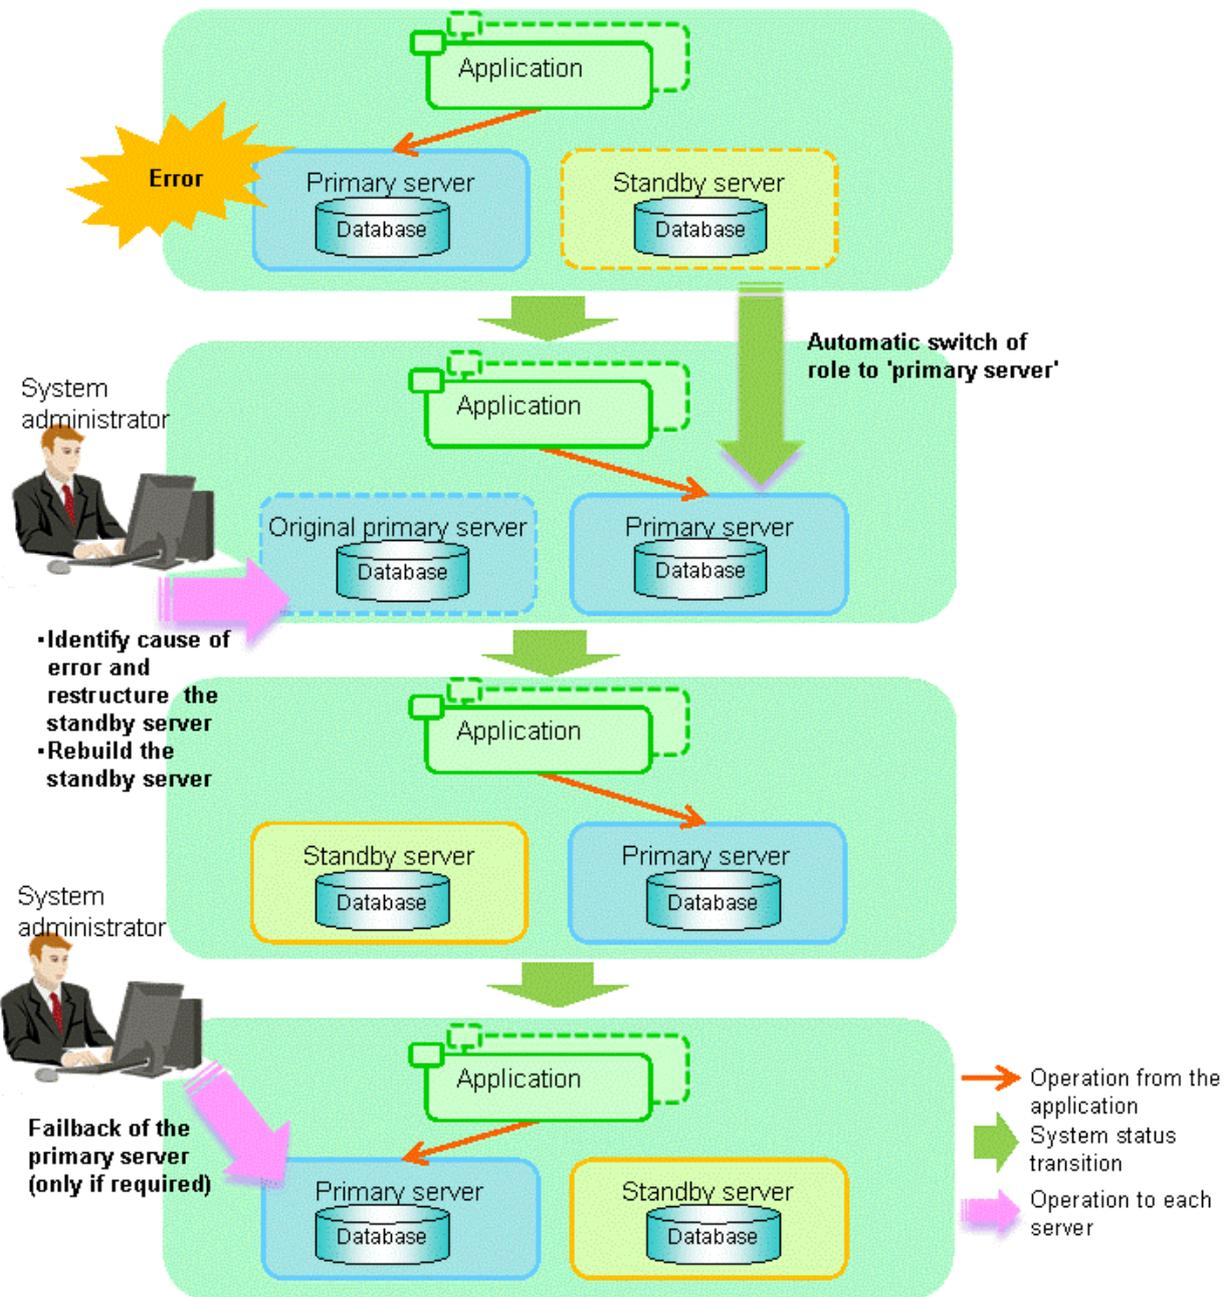 Application
Error
Primary server
Database
Standby server
Database
Automatic switch of
role to 'primary server'
System
administrator
Application
Original primary server
Database
Primary server
Database
・Identify cause of
error and
restructure the
standby server
・Rebuild the
standby server
Application
Standby server
Database
Primary server
Database
System
administrator
Application
Failback of the
primary server
(only if required)
Primary server
Database
Standby server
Database
Operation from the
application
System status
transition
Operation to each
server